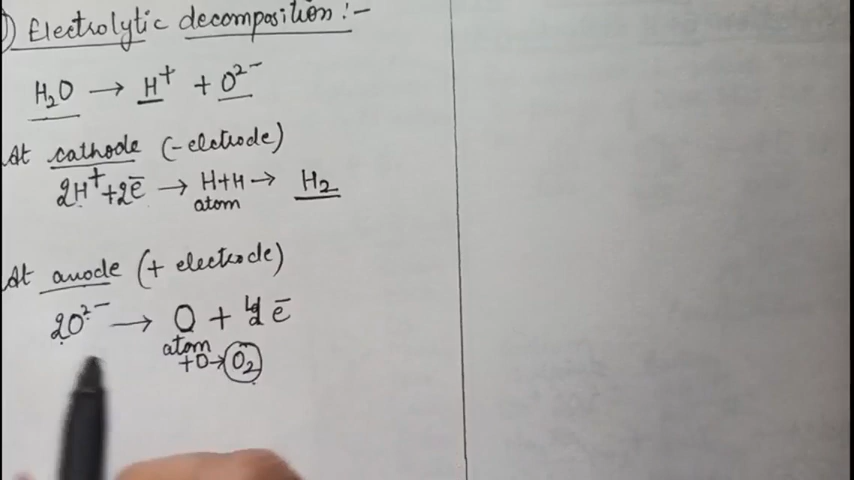 ) Electrolytic decomposition :-
H₂O → H⁺ + O²⁻
At cathode (- electrode)
2H⁺ + 2e̅ → H+H → H₂
atom
At anode (+ electrode)
2O²⁻ → O + 4e̅
atom
+O → O₂